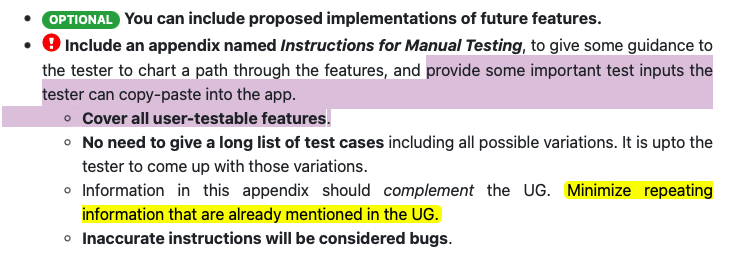 • OPTIONAL You can include proposed implementations of future features.
• ! Include an appendix named Instructions for Manual Testing, to give some guidance to
the tester to chart a path through the features, and provide some important test inputs the
tester can copy-paste into the app.
◦ Cover all user-testable features.
◦ No need to give a long list of test cases including all possible variations. It is upto the
tester to come up with those variations.
◦ Information in this appendix should complement the UG. Minimize repeating
information that are already mentioned in the UG.
◦ Inaccurate instructions will be considered bugs.